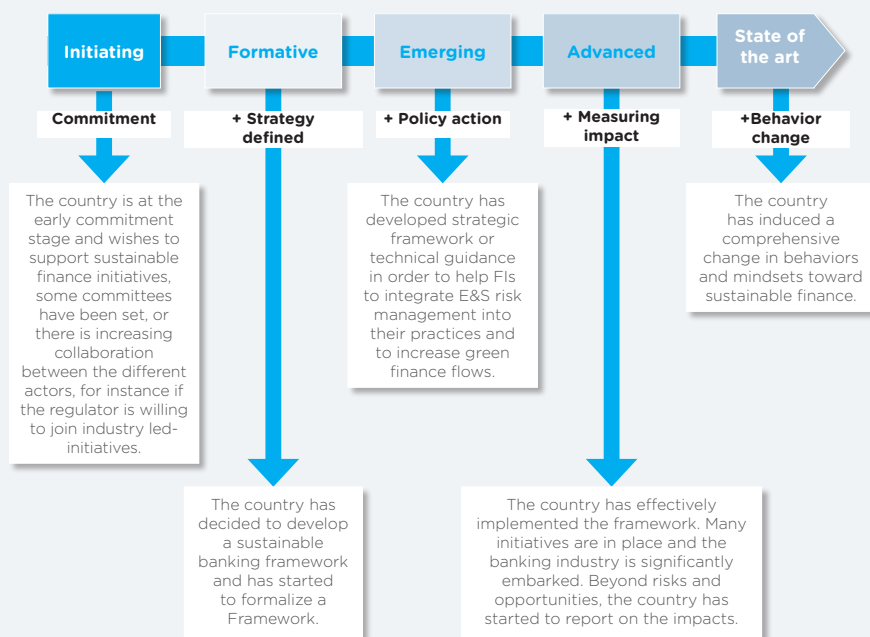 Initiating
Formative
Emerging
Advanced
State of
the art
Commitment
+ Strategy
defined
+ Policy action
+ Measuring
impact
+Behavior
change
The country is at the
early commitment
stage and wishes to
support sustainable
finance initiatives,
some committees
have been set, or
there is increasing
collaboration
between the different
actors, for instance if
the regulator is willing
to join industry led-
initiatives.
The country has
developed strategic
framework or
technical guidance
in order to help FIs
to integrate E&S risk
management into
their practices and
to increase green
finance flows.
The country
has induced a
comprehensive
change in behaviors
and mindsets toward
sustainable finance.
The country has
decided to develop
a sustainable
banking framework
and has started
to formalize a
Framework.
The country has effectively
implemented the framework. Many
initiatives are in place and the
banking industry is significantly
embarked. Beyond risks and
opportunities, the country has
started to report on the impacts.